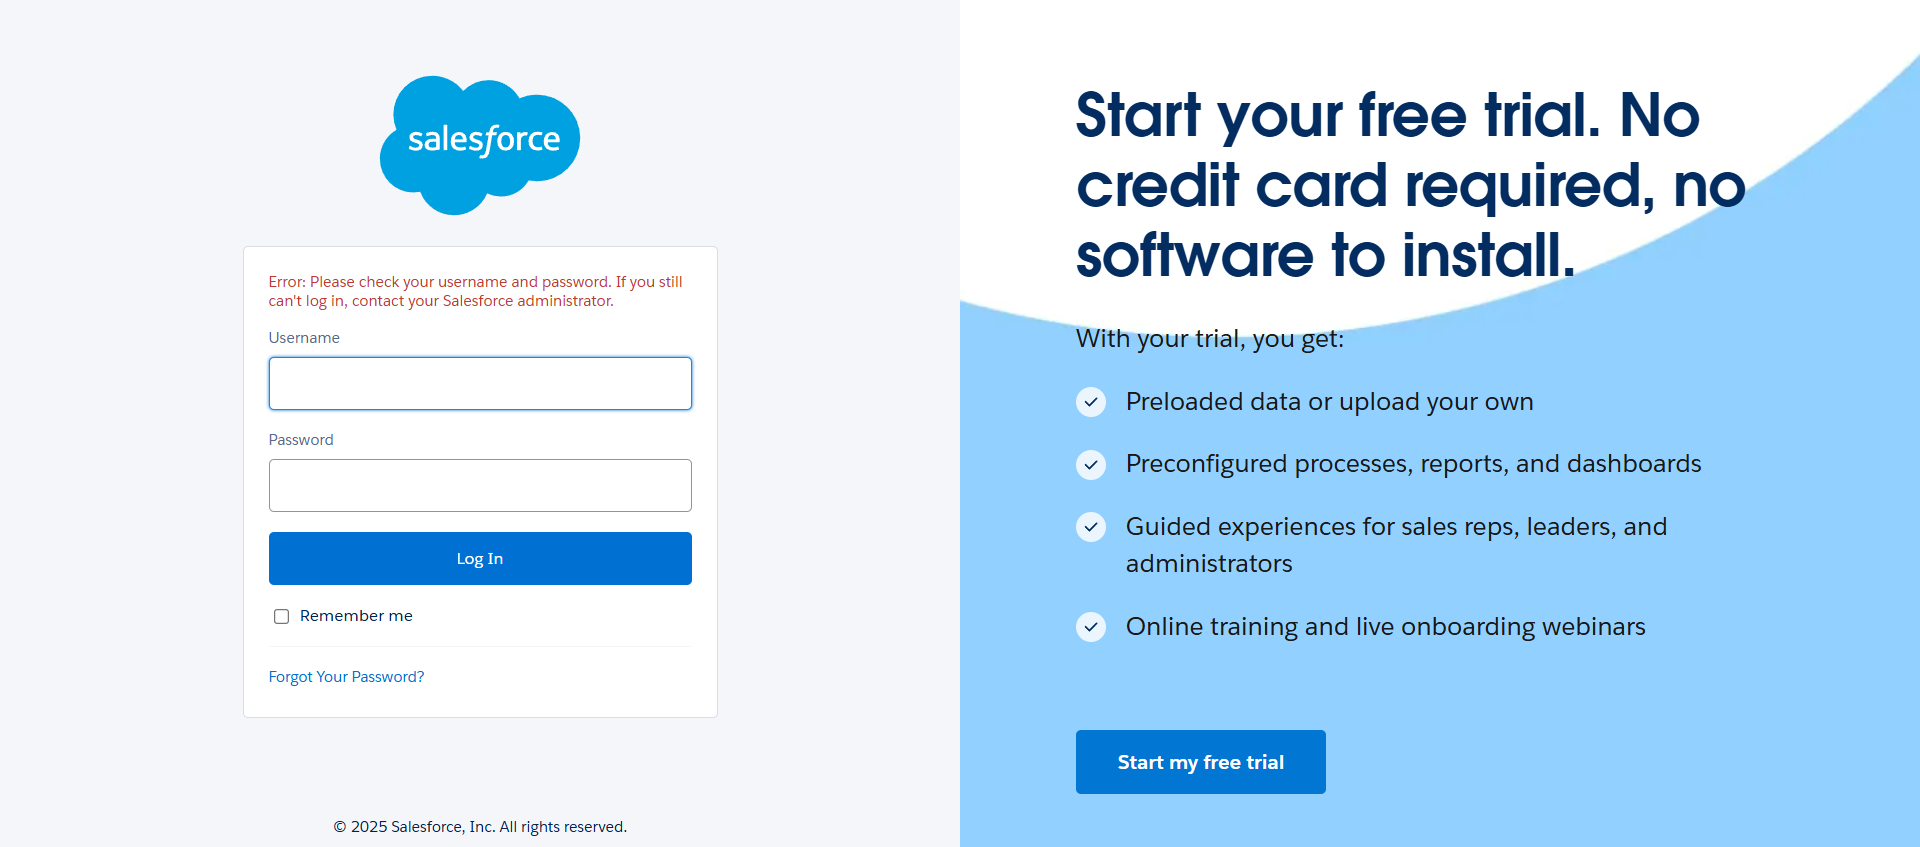 salesforce
Error: Please check your username and password. If you still
can't log in, contact your Salesforce administrator.
Username
Password
Log In
Remember me
Forgot Your Password?
© 2025 Salesforce, Inc. All rights reserved.
Start your free trial. No
credit card required, no
software to install.
With your trial, you get:
Preloaded data or upload your own
Preconfigured processes, reports, and dashboards
Guided experiences for sales reps, leaders, and
administrators
Online training and live onboarding webinars
Start my free trial